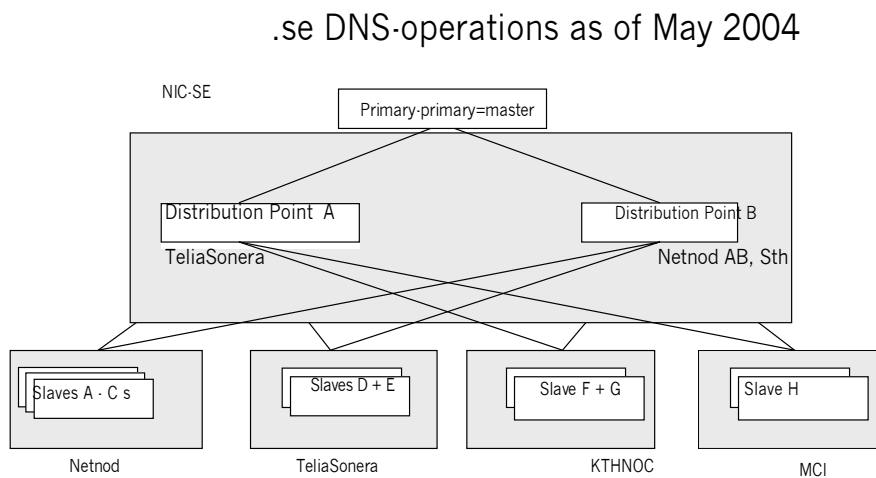 .se DNS-operations as of May 2004
NIC-SE
Primary-primary=master
Distribution Point A
Distribution Point B
TeliaSonera
Netnod AB, Sth
Slaves A - C s
Slaves D + E
Slave F + G
Slave H
Netnod
TeliaSonera
KTHNOC
MCI